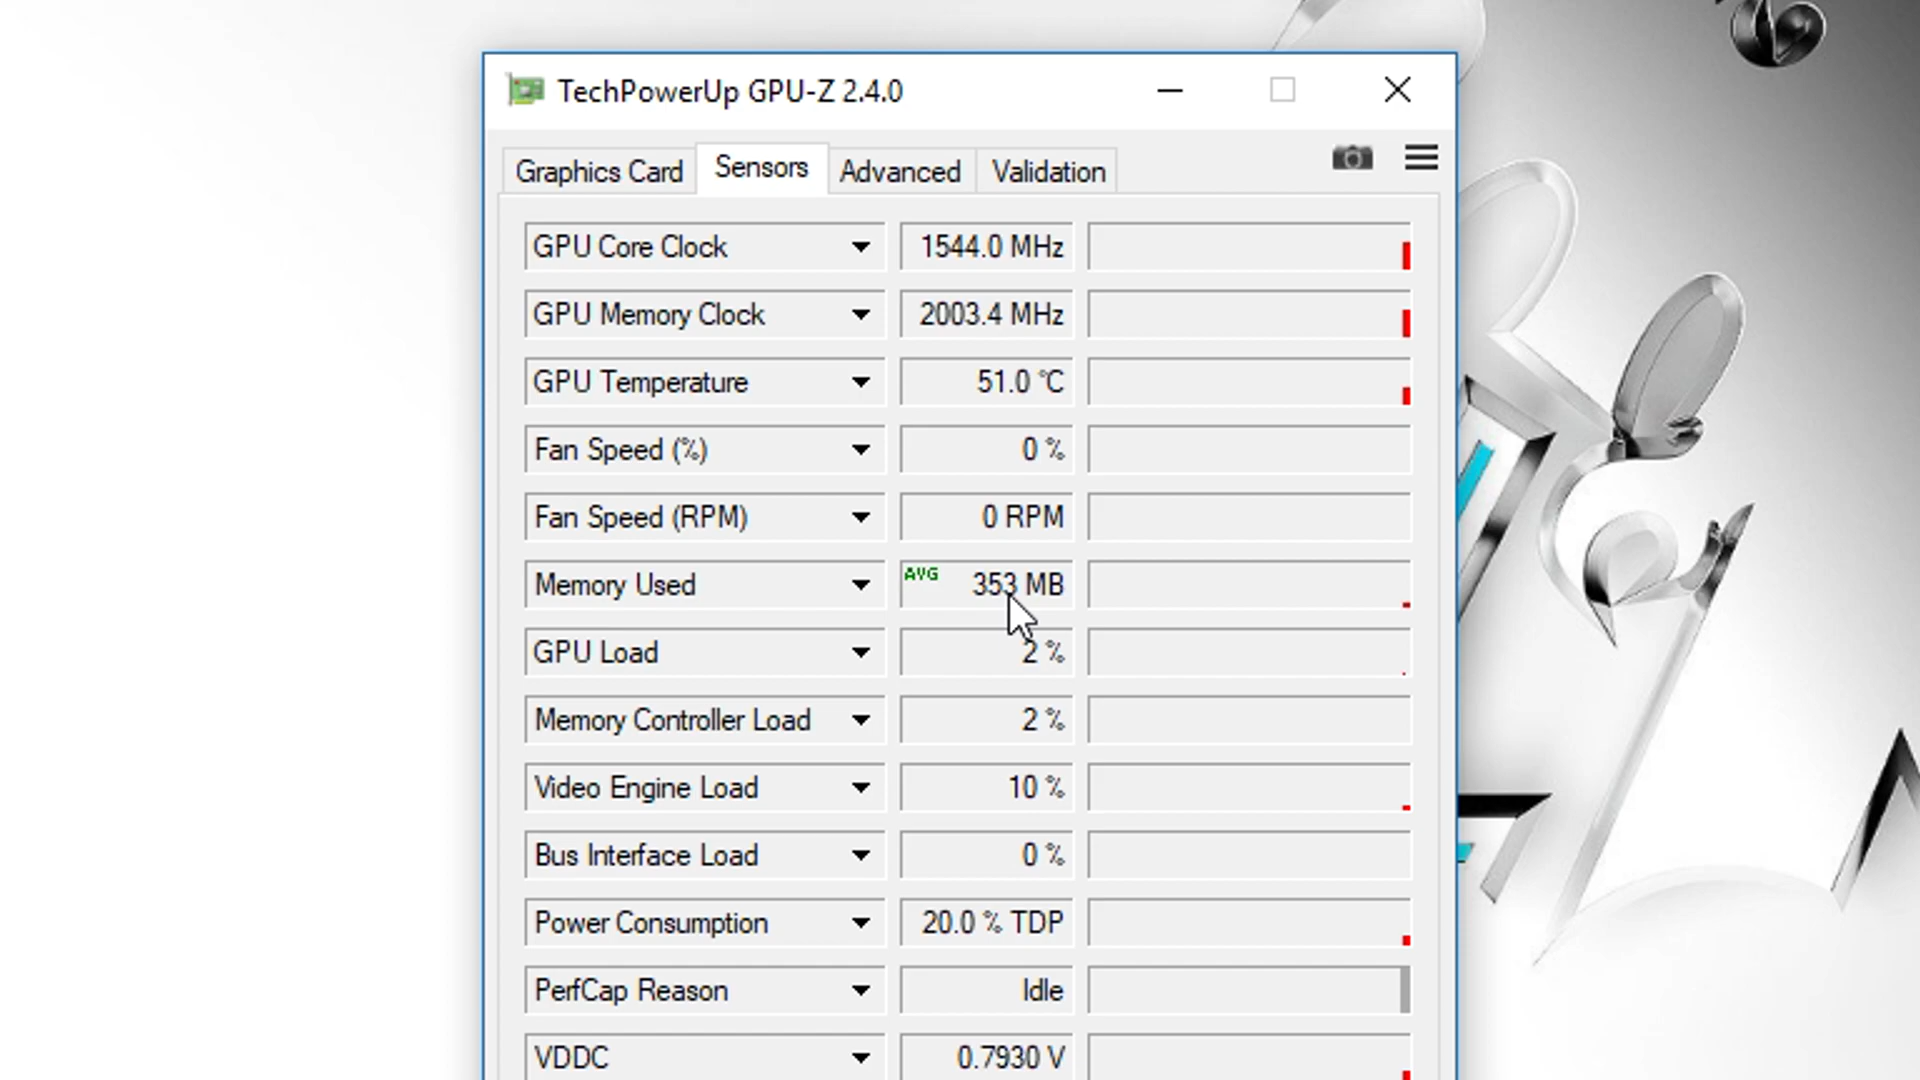 TechPowerUp GPU-Z 2.4.0
Graphics Card Sensors Advanced Validation
GPU Core Clock 1544.0 MHz
GPU Memory Clock 2003.4 MHz
GPU Temperature 51.0 °C
Fan Speed (%) 0 %
Fan Speed (RPM) 0 RPM
Memory Used AVG 353 MB
GPU Load 2 %
Memory Controller Load 2 %
Video Engine Load 10 %
Bus Interface Load 0 %
Power Consumption 20.0 % TDP
PerfCap Reason Idle
VDDC 0.7930 V